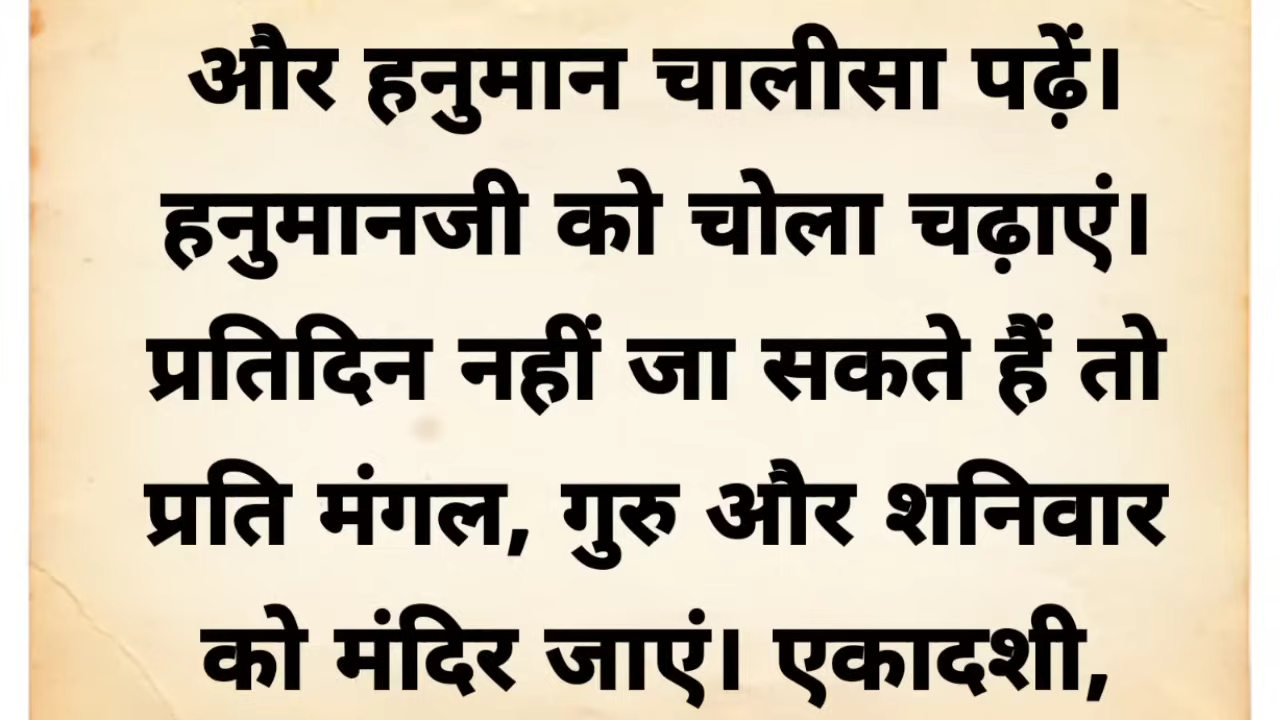 और हनुमान चालीसा पढ़ें।
हनुमानजी को चोला चढ़ाएं।
प्रतिदिन नहीं जा सकते हैं तो
प्रति मंगल, गुरु और शनिवार
को मंदिर जाएं। एकादशी,